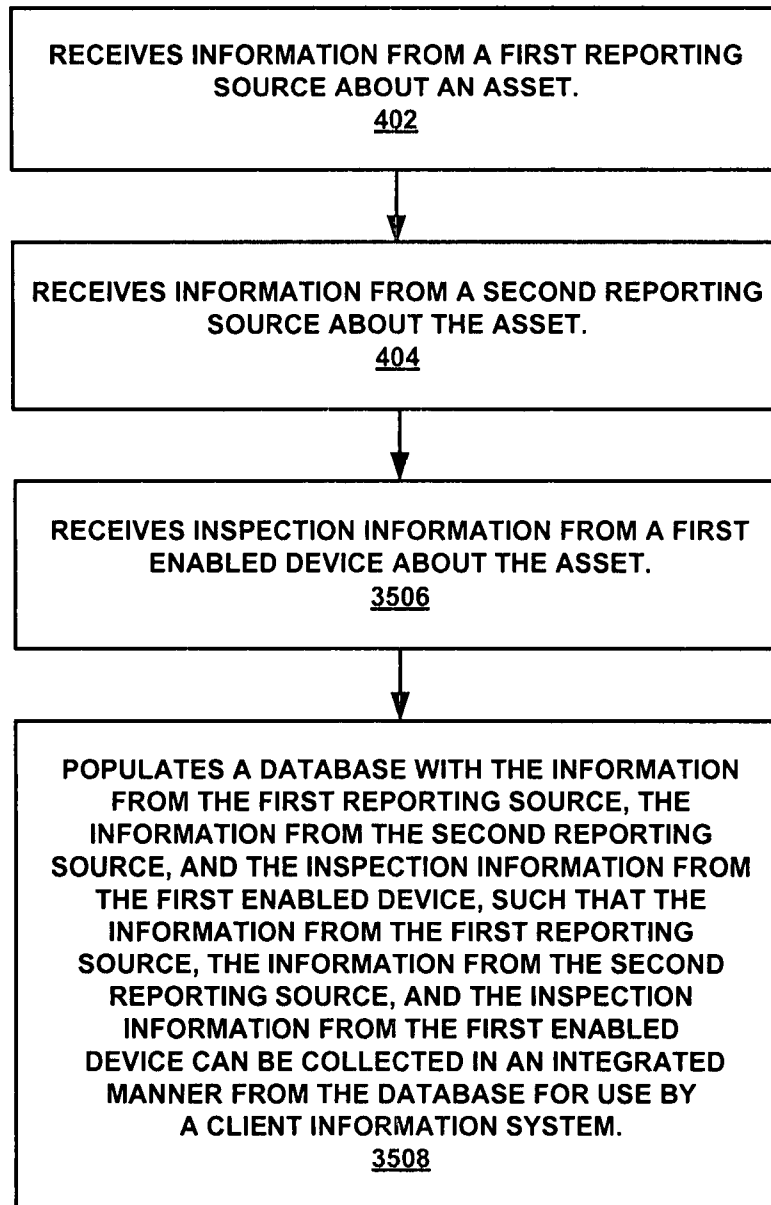 RECEIVES INFORMATION FROM A FIRST REPORTING
SOURCE ABOUT AN ASSET.
402
RECEIVES INFORMATION FROM A SECOND REPORTING
SOURCE ABOUT THE ASSET.
404
RECEIVES INSPECTION INFORMATION FROM A FIRST
ENABLED DEVICE ABOUT THE ASSET.
3506
POPULATES A DATABASE WITH THE INFORMATION
FROM THE FIRST REPORTING SOURCE, THE
INFORMATION FROM THE SECOND REPORTING
SOURCE, AND THE INSPECTION INFORMATION FROM
THE FIRST ENABLED DEVICE, SUCH THAT THE
INFORMATION FROM THE FIRST REPORTING
SOURCE, THE INFORMATION FROM THE SECOND
REPORTING SOURCE, AND THE INSPECTION
INFORMATION FROM THE FIRST ENABLED
DEVICE CAN BE COLLECTED IN AN INTEGRATED
MANNER FROM THE DATABASE FOR USE BY
A CLIENT INFORMATION SYSTEM.
3508